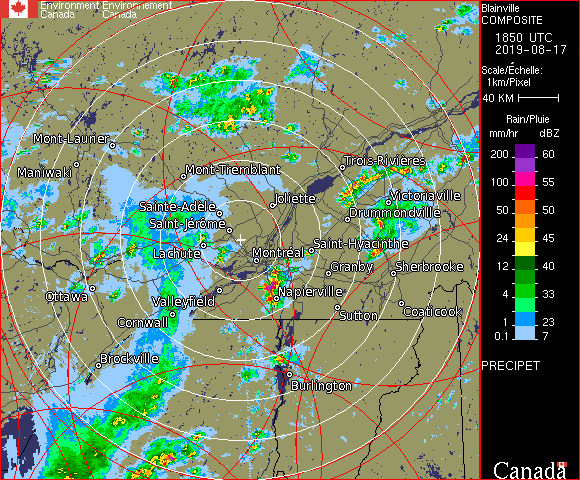 Environment Environnement
Canada Canada
Blainville
COMPOSITE
1850 UTC
2019-08-17
Scale/Échelle:
1km/Pixel
40 KM
Rain/Pluie
mm/hr dBZ
200 60
100 55
50 50
24 45
12 40
4 33
1 23
0.1 7
PRECIPET
Canada
Mont-Laurier
Maniwaki
Mont-Tremblant
Trois-Rivières
Joliette
Victoriaville
Sainte-Adèle
Drummondville
Saint-Jérôme
Saint-Hyacinthe
Lachute
Montréal
Granby
Sherbrooke
Ottawa
Valleyfield
Napierville
Cornwall
Sutton
Coaticook
Brockville
Burlington